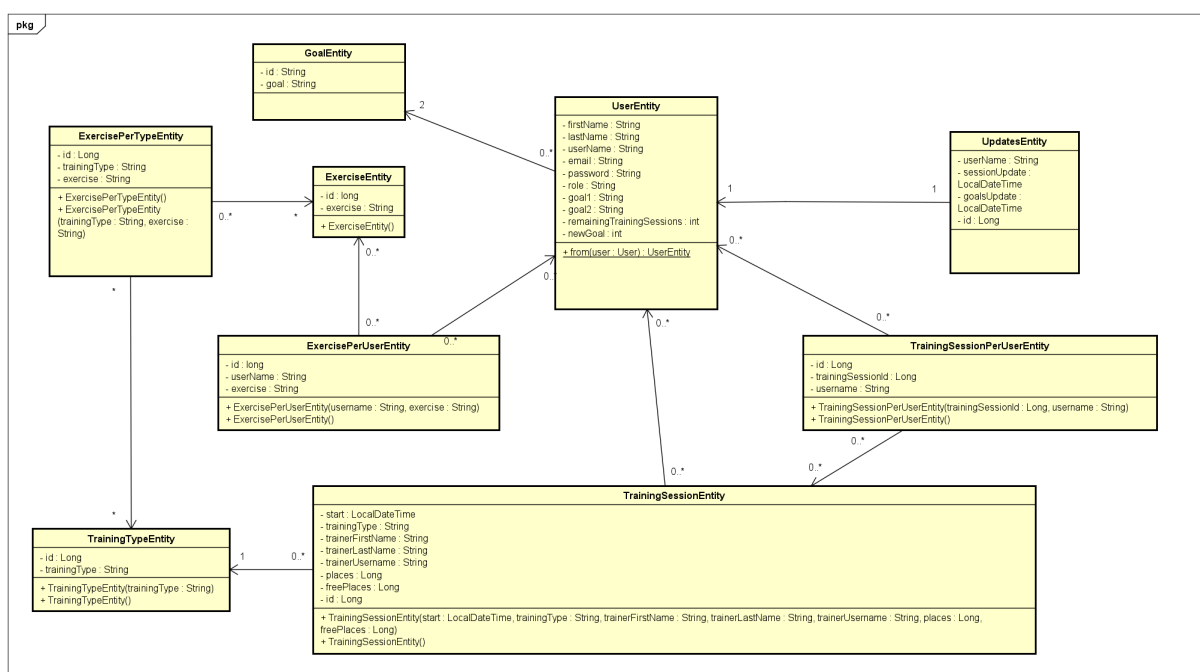 pkg
GoalEntity
- id : String
- goal : String
2
0..*
ExercisePerTypeEntity
- id : Long
- trainingType : String
- exercise : String
+ ExercisePerTypeEntity()
+ ExercisePerTypeEntity
(trainingType : String, exercise :
String)
0..*
*
*
*
ExerciseEntity
- id : long
- exercise : String
+ ExerciseEntity()
0..*
0..*
UserEntity
- firstName : String
- lastName : String
- userName : String
- email : String
- password : String
- role : String
- goal1 : String
- goal2 : String
- remainingTrainingSessions : int
- newGoal : int
+ from(user : User) : UserEntity
1
1
UpdatesEntity
- userName : String
- sessionUpdate :
LocalDateTime
- goalsUpdate :
LocalDateTime
- id : Long
0..*
0..*
0..
0..*
0..*
0..*
ExercisePerUserEntity
- id : long
- userName : String
- exercise : String
+ ExercisePerUserEntity(username : String, exercise : String)
+ ExercisePerUserEntity()
TrainingSessionPerUserEntity
- id : Long
- trainingSessionId : Long
- username : String
+ TrainingSessionPerUserEntity(trainingSessionId : Long, username : String)
+ TrainingSessionPerUserEntity()
0..*
0..*
TrainingSessionEntity
- start : LocalDateTime
- trainingType : String
- trainerFirstName : String
- trainerLastName : String
- trainerUsername : String
- places : Long
- freePlaces : Long
- id : Long
+ TrainingSessionEntity(start : LocalDateTime, trainingType : String, trainerFirstName : String, trainerLastName : String, trainerUsername : String, places : Long,
freePlaces : Long)
+ TrainingSessionEntity()
1
0..*
TrainingTypeEntity
- id : Long
- trainingType : String
+ TrainingTypeEntity(trainingType : String)
+ TrainingTypeEntity()